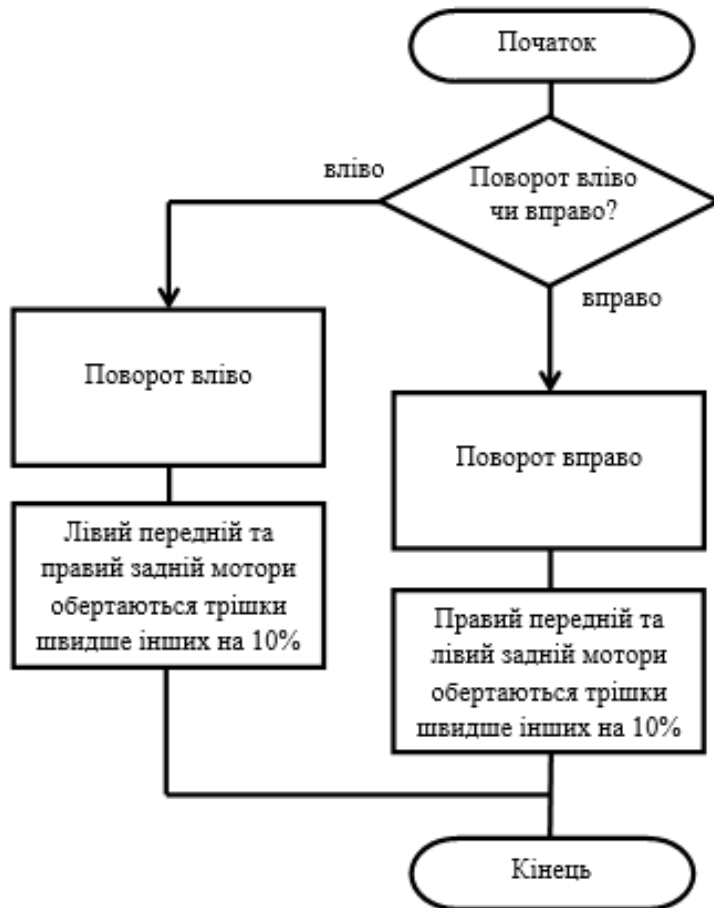 Початок
Поворот вліво
чи вправо?
вліво
вправо
Поворот вліво
Поворот вправо
Лівий передній та
правий задній мотори
обертаються трішки
швидше інших на 10%
Правий передній та
лівий задній мотори
обертаються трішки
швидше інших на 10%
Кінець